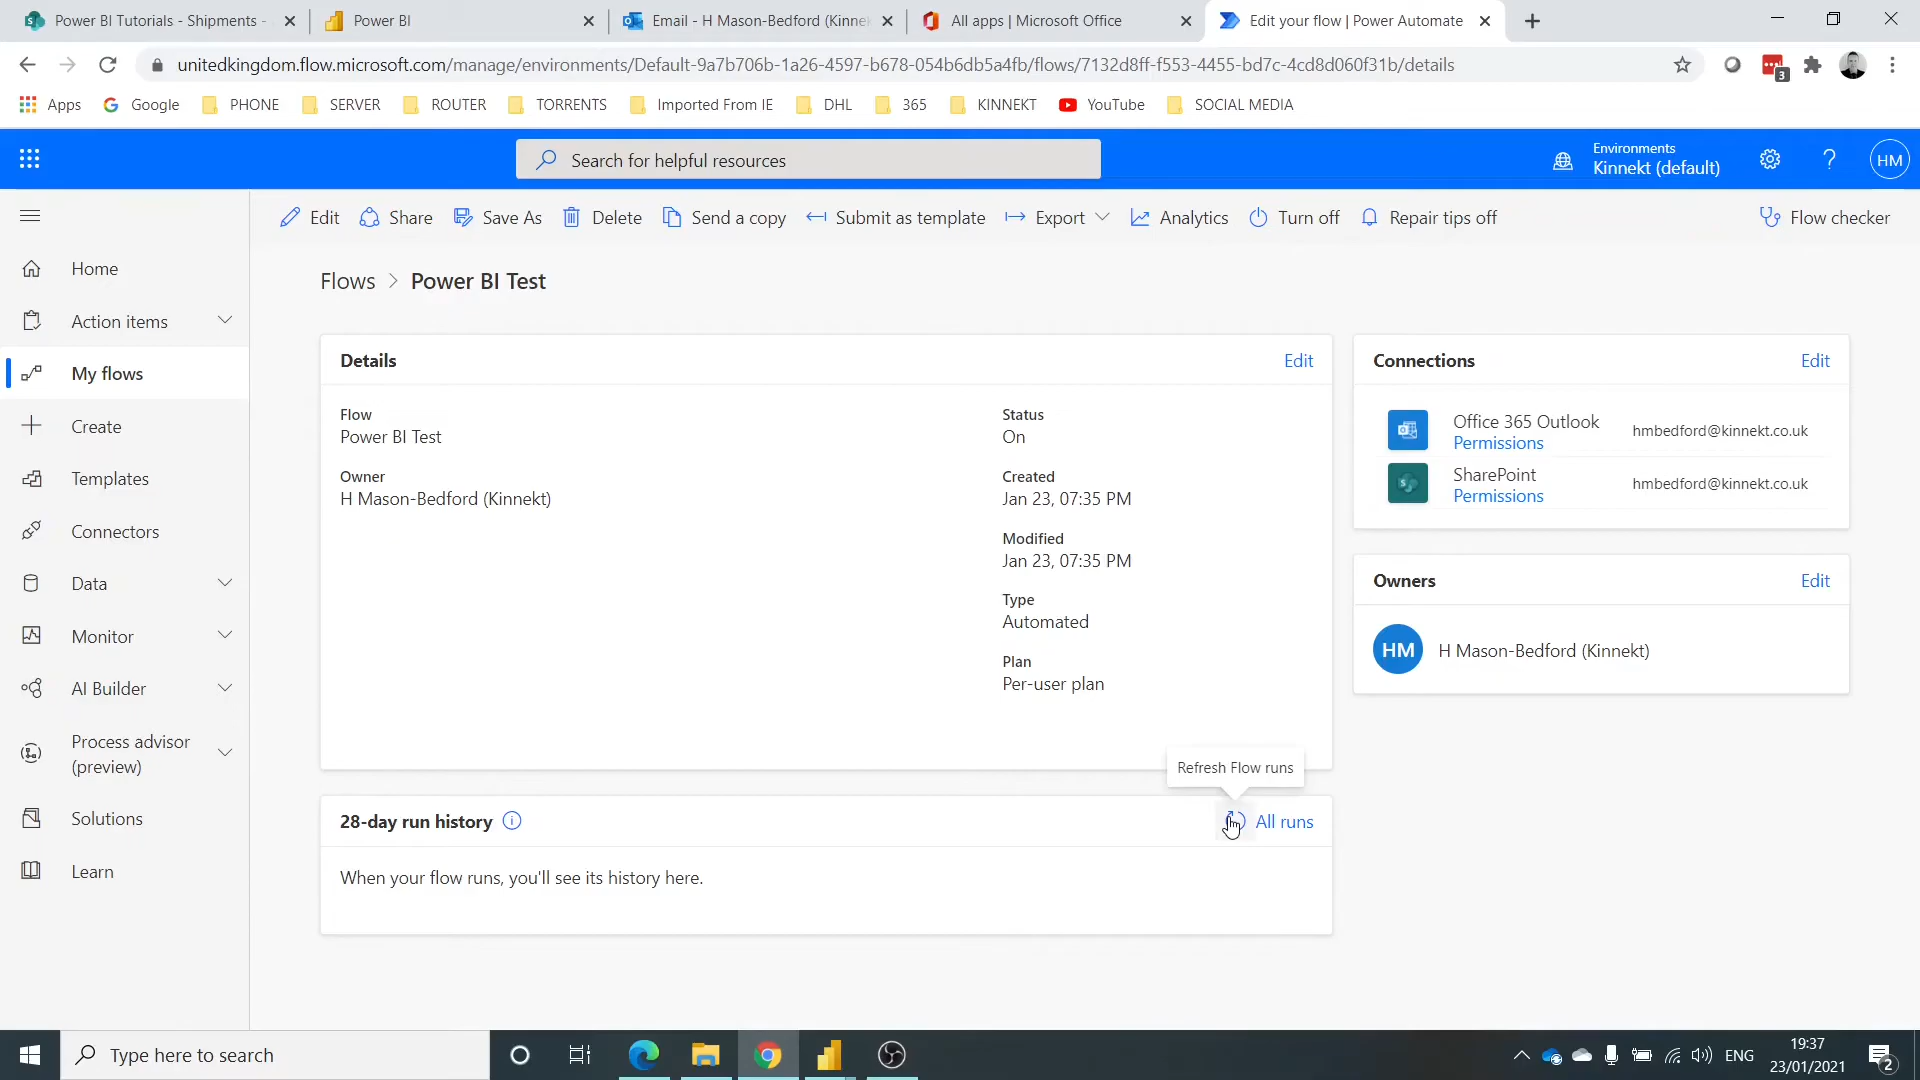 Power BI Tutorials - Shipments -
Power BI
Email - H Mason-Bedford (Kinne
All apps | Microsoft Office
Edit your flow | Power Automate
unitedkingdom.flow.microsoft.com/manage/environments/Default-9a7b706b-1a26-4597-b678-054b6db5a4fb/flows/7132d8ff-f553-4455-bd7c-4cd8d060f31b/details
3
Apps
Google
PHONE
SERVER
ROUTER
TORRENTS
Imported From IE
DHL
365
KINNEKT
YouTube
SOCIAL MEDIA
Search for helpful resources
Environments
Kinnekt (default)
?
HM
Edit
Share
Save As
Delete
Send a copy
Submit as template
Export
Analytics
Turn off
Repair tips off
Flow checker
Home
Action items
My flows
Create
Templates
Connectors
Data
Monitor
AI Builder
Process advisor
(preview)
Solutions
Learn
Flows > Power BI Test
Details
Edit
Flow
Power BI Test
Owner
H Mason-Bedford (Kinnekt)
Status
On
Created
Jan 23, 07:35 PM
Modified
Jan 23, 07:35 PM
Type
Automated
Plan
Per-user plan
Connections
Edit
Office 365 Outlook
Permissions
hmbedford@kinnekt.co.uk
SharePoint
Permissions
hmbedford@kinnekt.co.uk
Owners
Edit
HM
H Mason-Bedford (Kinnekt)
Refresh Flow runs
28-day run history
All runs
When your flow runs, you'll see its history here.
Type here to search
ENG
19:37
23/01/2021
2